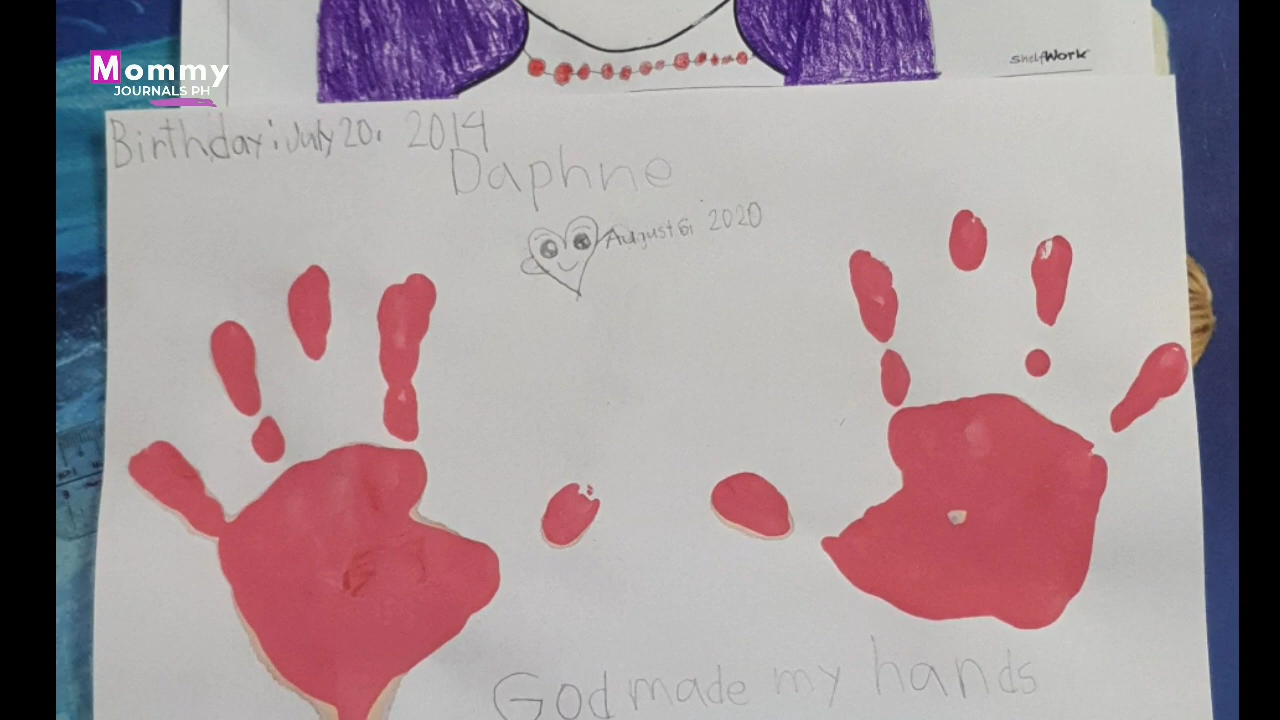 Mommy
JOURNALS PH
shelfWork
Birthday: July 20, 2014
Daphne
August 6, 2020
God made my hands